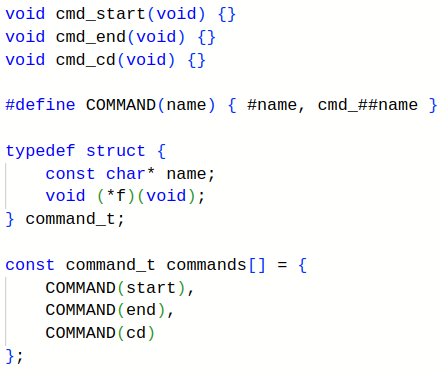 void cmd_start(void) {}
void cmd_end(void) {}
void cmd_cd(void) {}

#define COMMAND(name) { #name, cmd_##name }

typedef struct {
    const char* name;
    void (*f)(void);
} command_t;

const command_t commands[] = {
    COMMAND(start),
    COMMAND(end),
    COMMAND(cd)
};